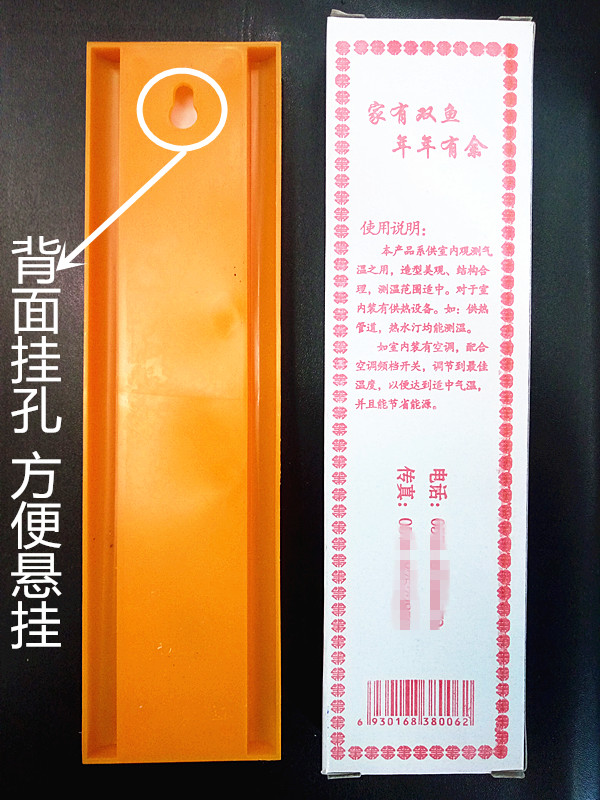 背面挂孔 方便悬挂
家有双鱼
年年有余
使用说明：
本产品系供室内观测气
温之用，造型美观、结构合
理，测温范围适中。对于室
内装有供热设备。如：供热
管道，热水汀均能测温。
如室内装有空调，配合
空调频档开关，调节到最佳
温度，以便达到适中气温，
并且能节省能源。
电话：
传真：
6 930168 380062